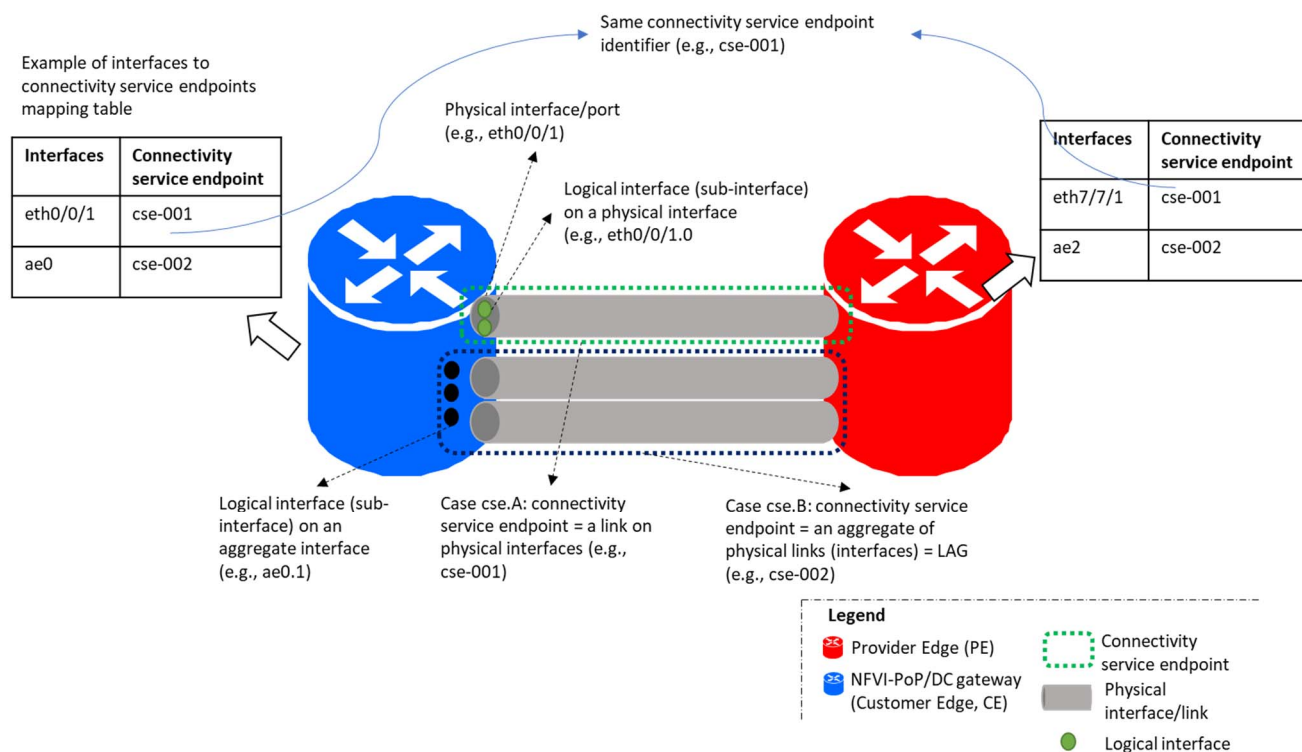 Same connectivity service endpoint
identifier (e.g., cse-001)
Example of interfaces to
connectivity service endpoints
mapping table
Physical interface/port
(e.g., eth0/0/1)
Interfaces
Connectivity
service endpoint
eth0/0/1
cse-001
ae0
cse-002
Logical interface (sub-interface)
on a physical interface
(e.g., eth0/0/1.0
Interfaces
Connectivity
service endpoint
eth7/7/1
cse-001
ae2
cse-002
Logical interface (sub-
interface) on an
aggregate interface
(e.g., ae0.1)
Case cse.A: connectivity
service endpoint = a link on
physical interfaces (e.g.,
cse-001)
Case cse.B: connectivity service
endpoint = an aggregate of
physical links (interfaces) = LAG
(e.g., cse-002)
Legend
Provider Edge (PE)
NFVI-PoP/DC gateway
(Customer Edge, CE)
Connectivity
service endpoint
Physical
interface/link
Logical interface